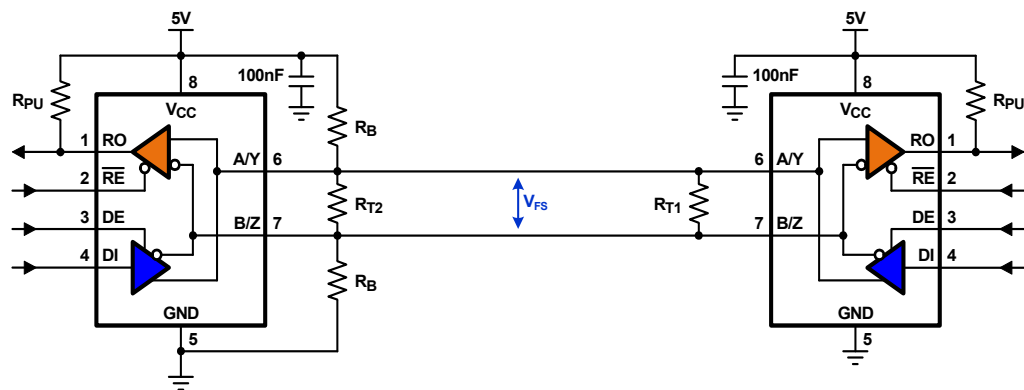 5V
5V
100nF
100nF
8
8
RPU
RPU
VCC
VCC
RB
1
RO
RO
1
A/Y
6
6
A/Y
2
RE
RE
2
RT2
VFS
RT1
3
DE
DE
3
B/Z
7
7
B/Z
4
DI
DI
4
RB
GND
GND
5
5